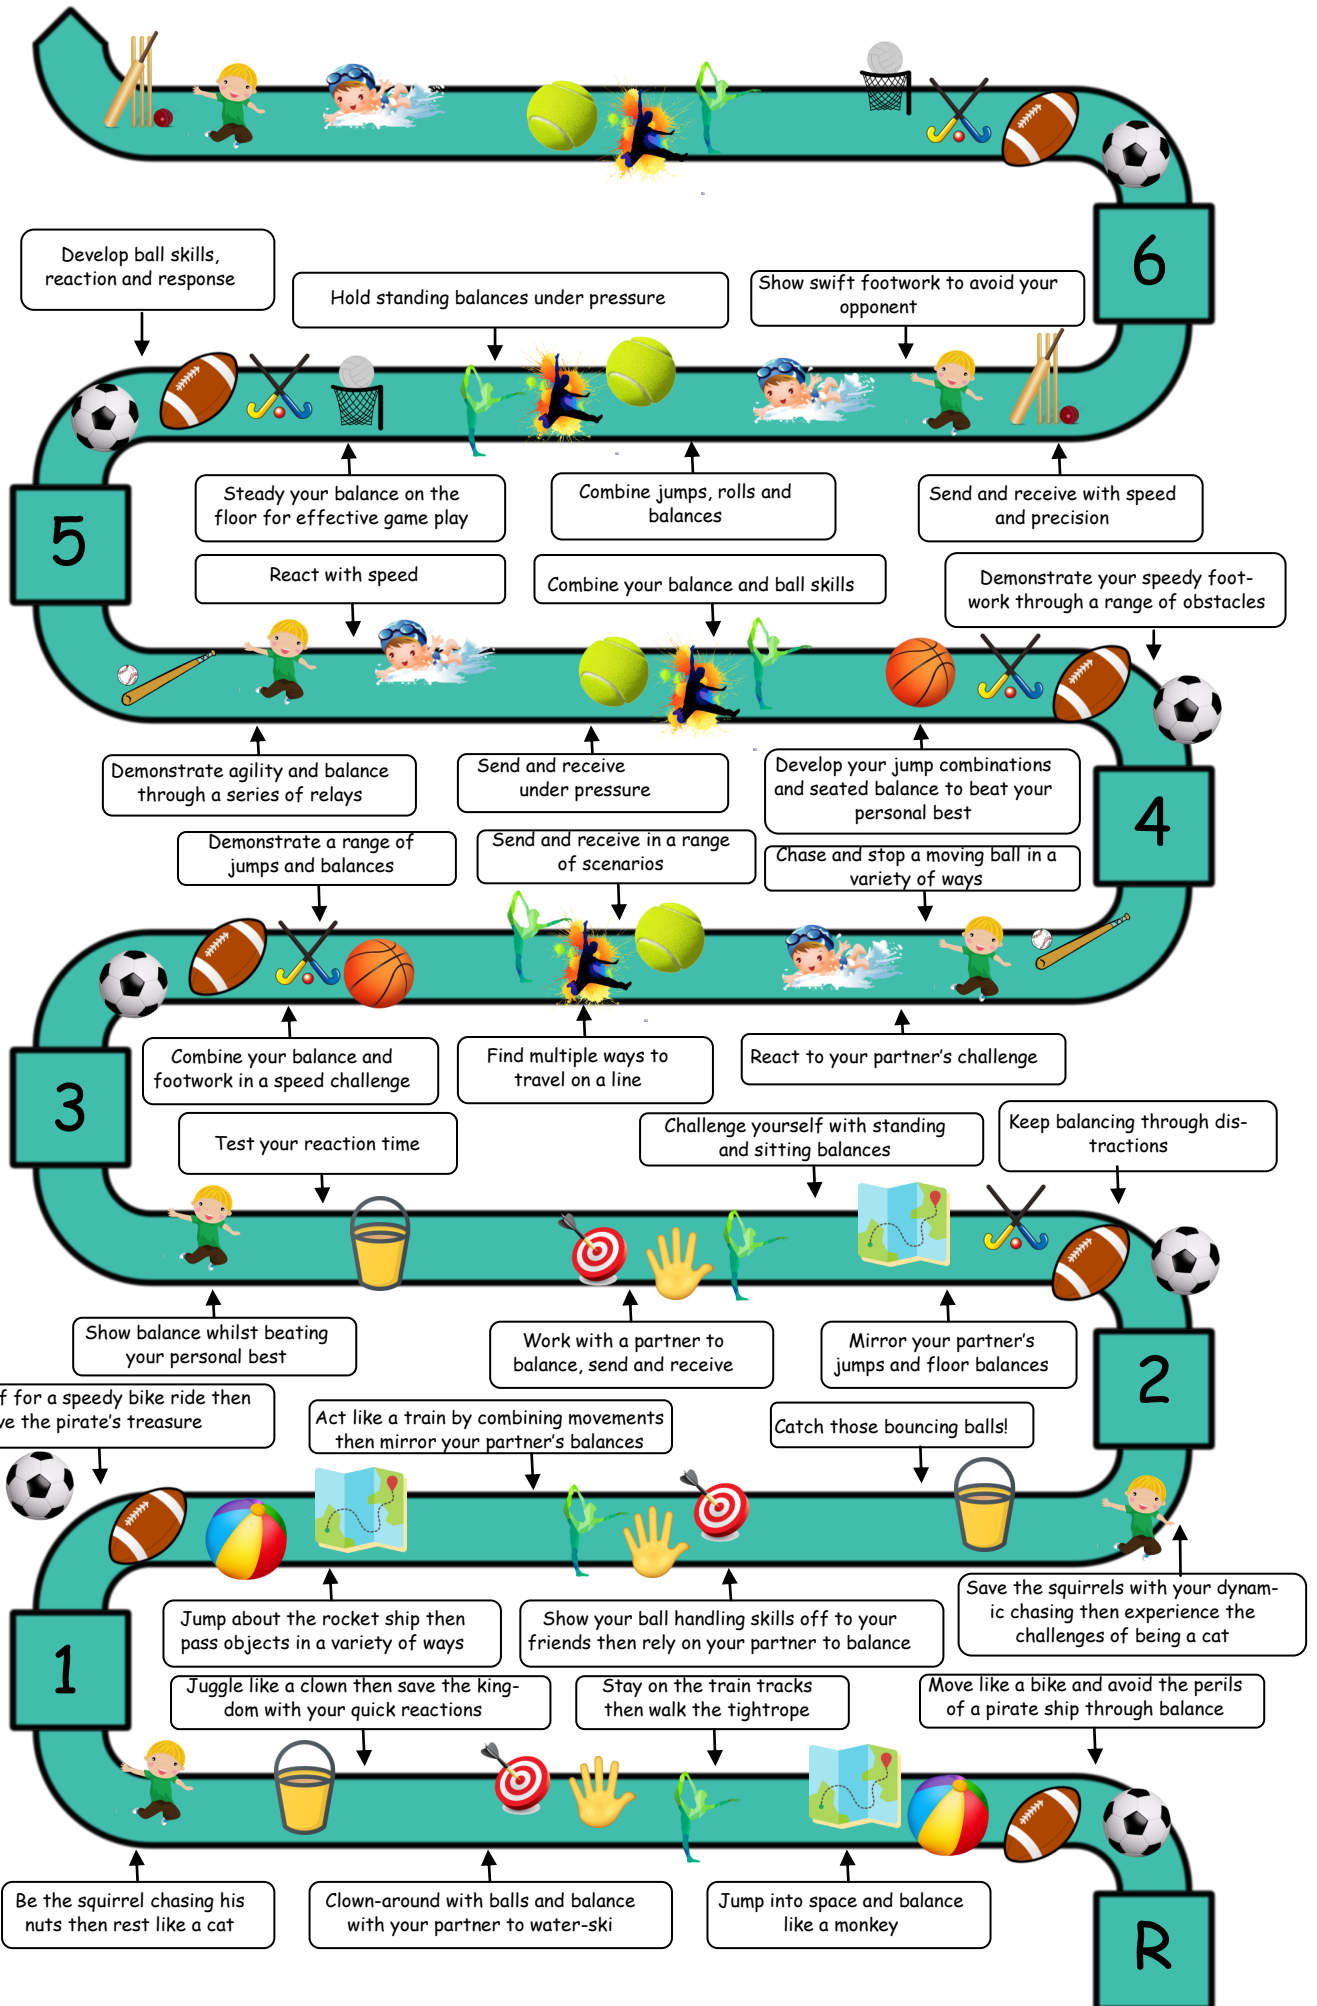 6
Develop ball skills,
reaction and response
Hold standing balances under pressure
Show swift footwork to avoid your
opponent
5
Steady your balance on the
floor for effective game play
Combine jumps, rolls and
balances
Send and receive with speed
and precision
React with speed
Combine your balance and ball skills
Demonstrate your speedy foot-
work through a range of obstacles
Demonstrate agility and balance
through a series of relays
Send and receive
under pressure
Develop your jump combinations
and seated balance to beat your
personal best
4
Demonstrate a range of
jumps and balances
Send and receive in a range
of scenarios
Chase and stop a moving ball in a
variety of ways
3
Combine your balance and
footwork in a speed challenge
Find multiple ways to
travel on a line
React to your partner's challenge
Test your reaction time
Challenge yourself with standing
and sitting balances
Keep balancing through dis-
tractions
Show balance whilst beating
your personal best
Work with a partner to
balance, send and receive
Mirror your partner's
jumps and floor balances
2
f for a speedy bike ride then
ve the pirate's treasure
Act like a train by combining movements
then mirror your partner's balances
Catch those bouncing balls!
1
Jump about the rocket ship then
pass objects in a variety of ways
Show your ball handling skills off to your
friends then rely on your partner to balance
Save the squirrels with your dynam-
ic chasing then experience the
challenges of being a cat
Juggle like a clown then save the king-
dom with your quick reactions
Stay on the train tracks
then walk the tightrope
Move like a bike and avoid the perils
of a pirate ship through balance
Be the squirrel chasing his
nuts then rest like a cat
Clown-around with balls and balance
with your partner to water-ski
Jump into space and balance
like a monkey
R